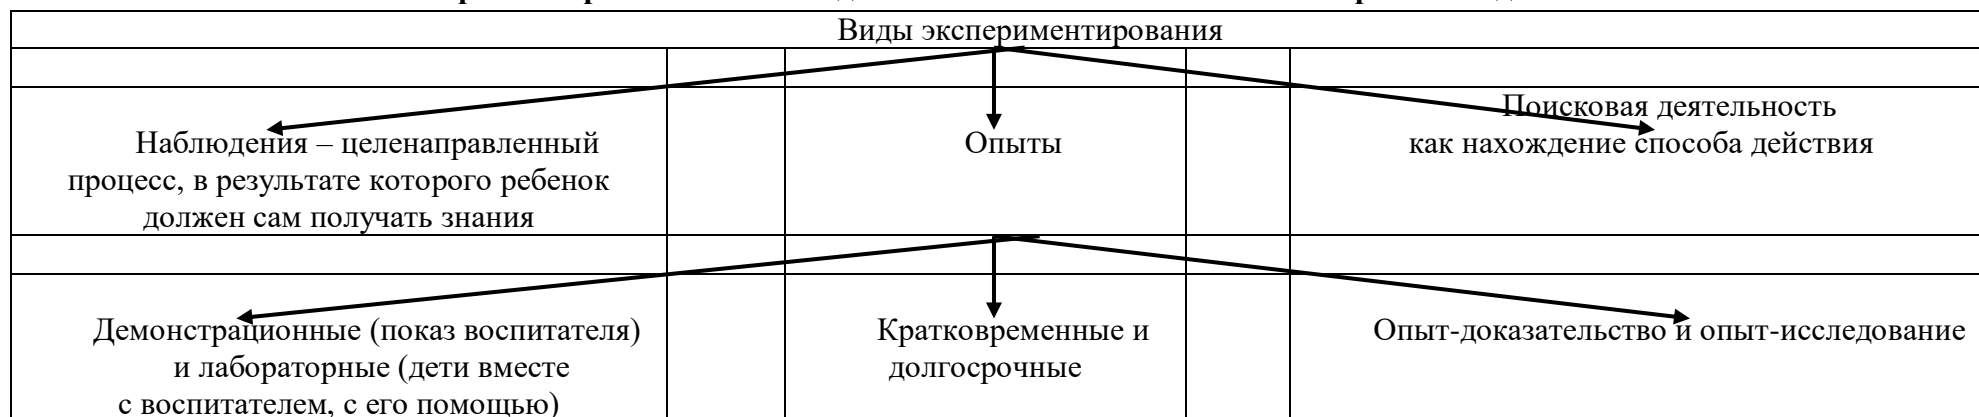 Виды экспериментирования
Наблюдения – целенаправленный
процесс, в результате которого ребенок
должен сам получать знания
Опыты
Поисковая деятельность
как нахождение способа действия
Демонстрационные (показ воспитателя)
и лабораторные (дети вместе
с воспитателем, с его помощью)
Кратковременные и
долгосрочные
Опыт-доказательство и опыт-исследование